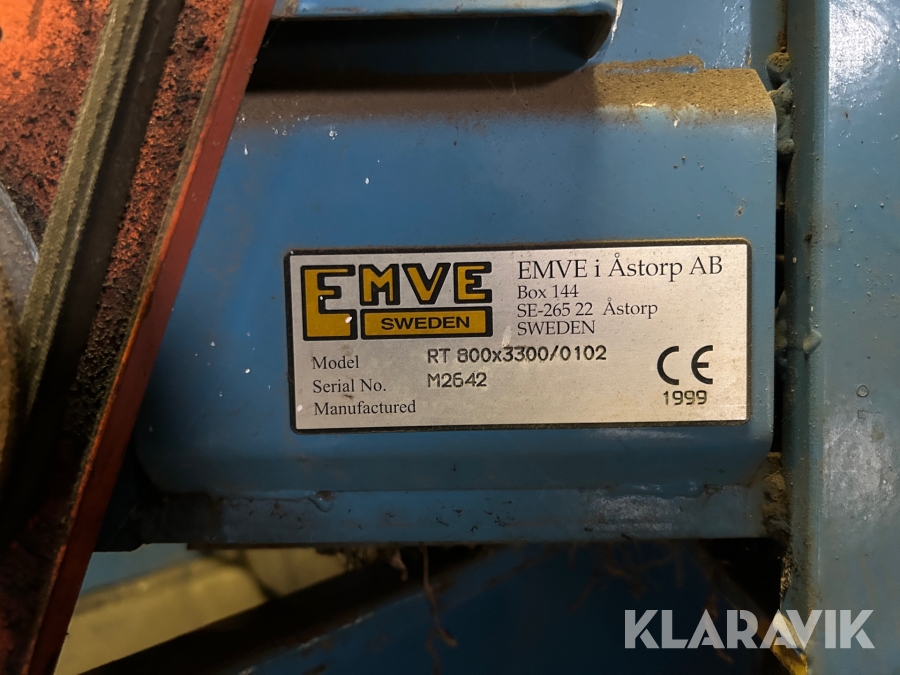 EMVE
SWEDEN
EMVE i Åstorp AB
Box 144
SE-265 22 Åstorp
SWEDEN
Model RT 800x3300/0102
Serial No. M2642
Manufactured 1999
CE
KLARAVIK